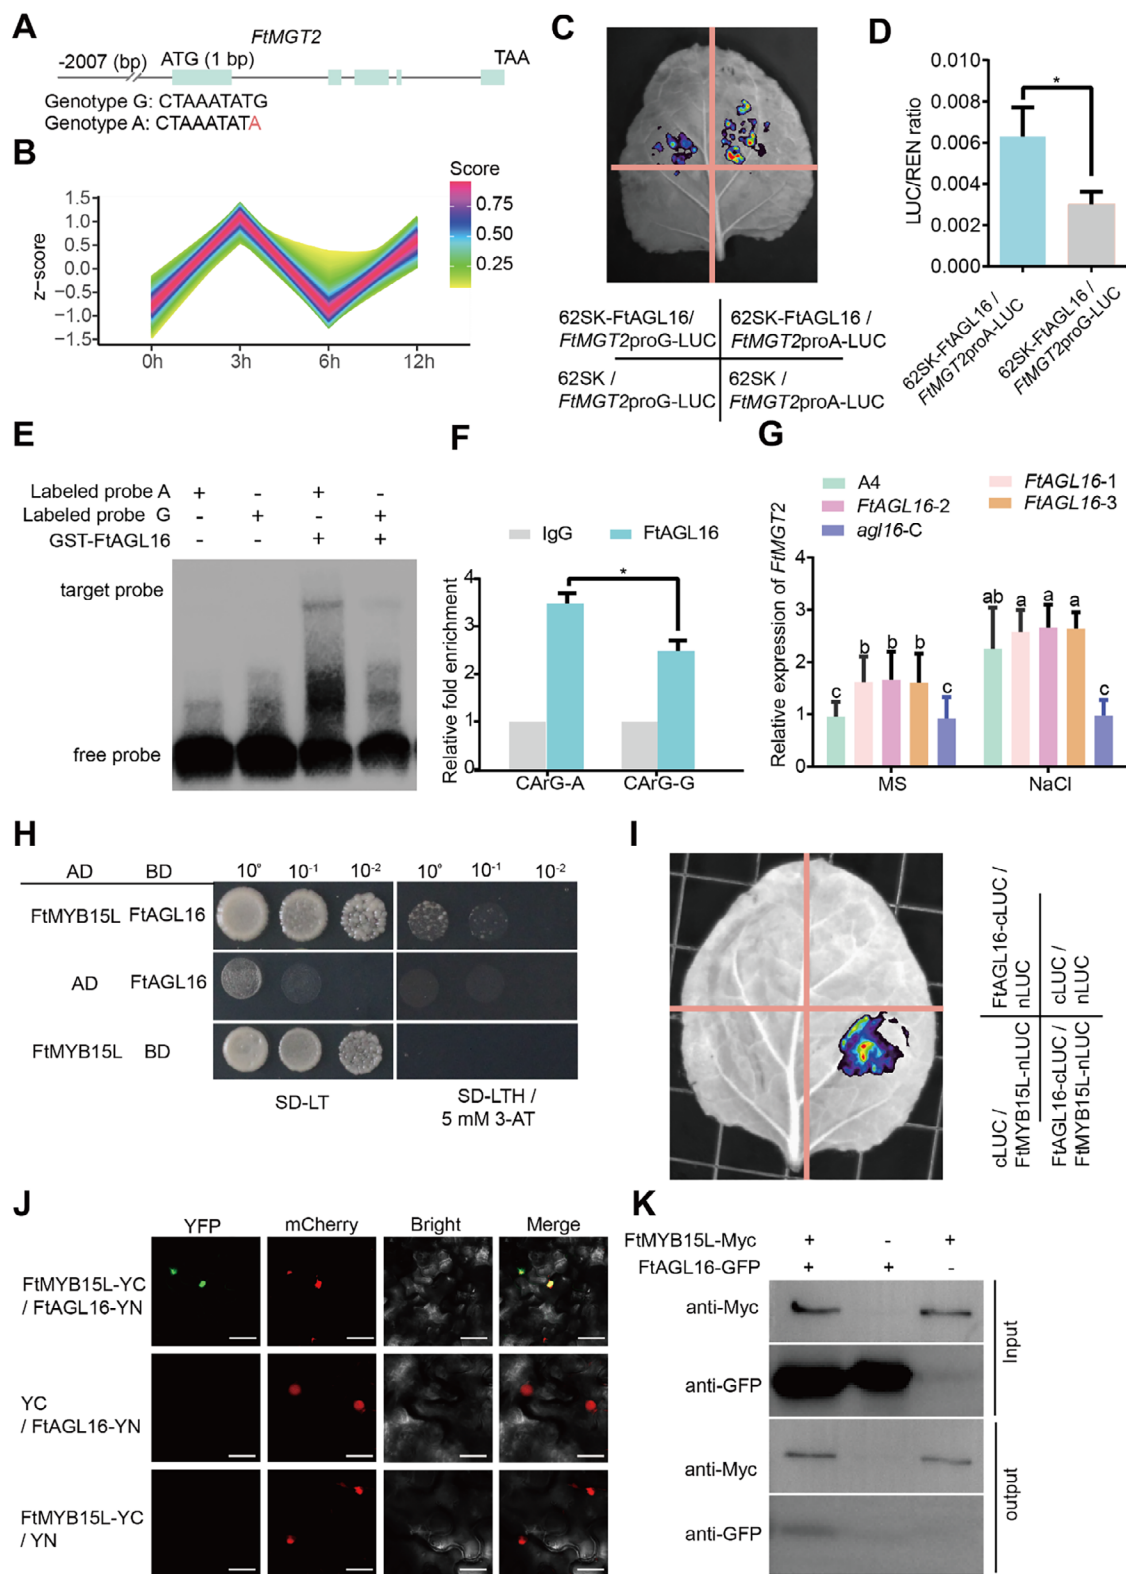 A
FtMGT2
-2007 (bp)
ATG (1 bp)
TAA
Genotype G: CTAAATATG
Genotype A: CTAAATATA
B
Score
0.75
0.50
0.25
z-score
1.5
1.0
0.5
0.0
−0.5
−1.0
−1.5
0h 3h 6h 12h
C
62SK-FtAGL16/
FtMGT2proG-LUC
62SK-FtAGL16 /
FtMGT2proA-LUC
62SK /
FtMGT2proG-LUC
62SK /
FtMGT2proA-LUC
D
LUC/REN ratio
0.010
0.008
0.006
0.004
0.002
0.000
*
62SK-FtAGL16 /
FtMGT2proA-LUC
62SK-FtAGL16 /
FtMGT2proG-LUC
E
Labeled probe A + - + -
Labeled probe G - + - +
GST-FtAGL16 - - + +
target probe
free probe
F
IgG FtAGL16
Relative fold enrichment
4
3
2
1
0
*
CArG-A CArG-G
G
A4
FtAGL16-1
FtAGL16-2
FtAGL16-3
agl16-C
Relative expression of FtMGT2
4
3
2
1
0
c b b b c ab a a a c
MS NaCl
H
AD BD 10° 10-1 10-2 10° 10-1 10-2
FtMYB15L FtAGL16
AD FtAGL16
FtMYB15L BD
SD-LT
SD-LTH /
5 mM 3-AT
I
FtAGL16-cLUC /
nLUC
cLUC /
nLUC
cLUC /
FtMYB15L-nLUC
FtAGL16-cLUC /
FtMYB15L-nLUC
J
YFP mCherry Bright Merge
FtMYB15L-YC
/ FtAGL16-YN
YC
/ FtAGL16-YN
FtMYB15L-YC
/ YN
K
FtMYB15L-Myc + - +
FtAGL16-GFP + + -
anti-Myc
anti-GFP
Input
anti-Myc
anti-GFP
output